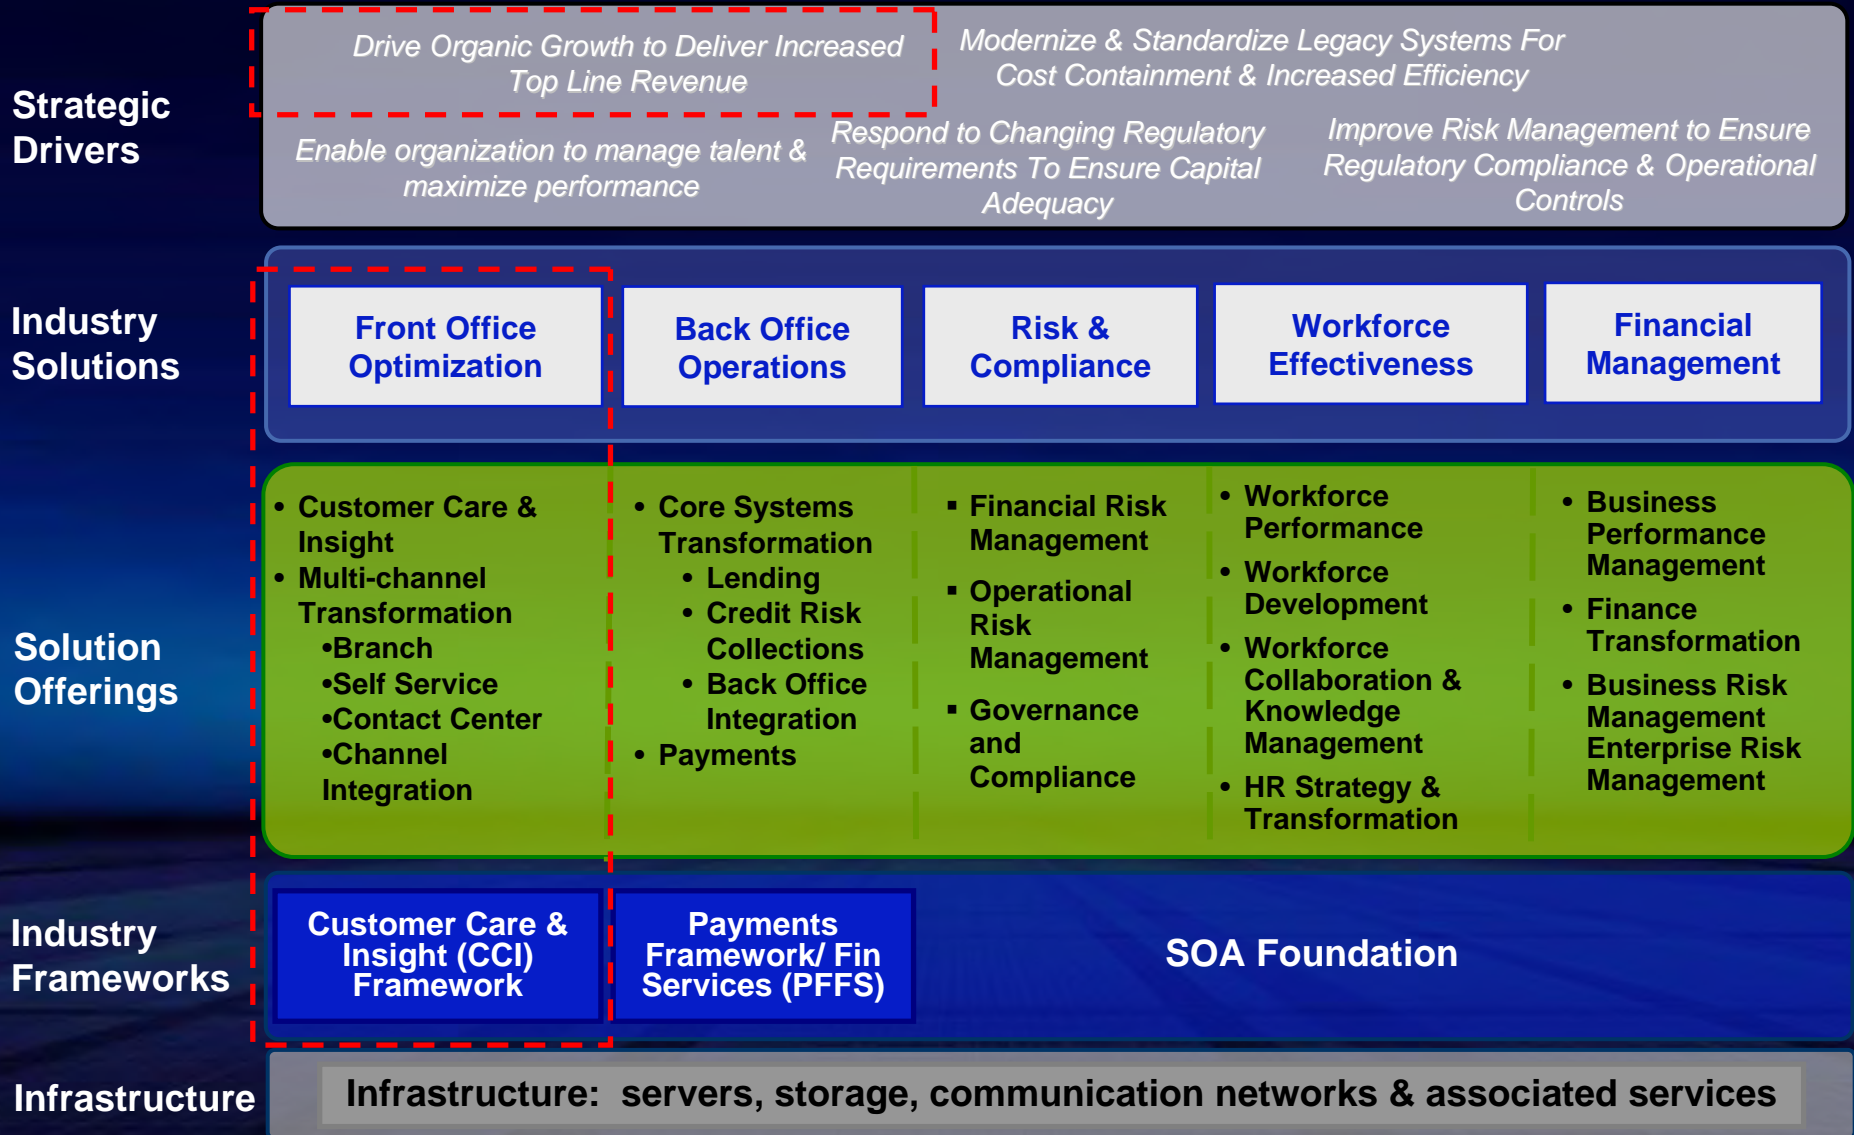 Strategic
Drivers
Drive Organic Growth to Deliver Increased
Top Line Revenue
Modernize & Standardize Legacy Systems For
Cost Containment & Increased Efficiency
Enable organization to manage talent &
maximize performance
Respond to Changing Regulatory
Requirements To Ensure Capital
Adequacy
Improve Risk Management to Ensure
Regulatory Compliance & Operational
Controls
Industry
Solutions
Front Office
Optimization
Back Office
Operations
Risk &
Compliance
Workforce
Effectiveness
Financial
Management
Solution
Offerings
• Customer Care &
Insight
• Multi-channel
Transformation
•Branch
•Self Service
•Contact Center
•Channel
Integration
• Core Systems
Transformation
• Lending
• Credit Risk
Collections
• Back Office
Integration
• Payments
▪ Financial Risk
Management
▪ Operational
Risk
Management
▪ Governance
and
Compliance
• Workforce
Performance
• Workforce
Development
• Workforce
Collaboration &
Knowledge
Management
• HR Strategy &
Transformation
• Business
Performance
Management
• Finance
Transformation
• Business Risk
Management
Enterprise Risk
Management
Industry
Frameworks
Customer Care &
Insight (CCI)
Framework
Payments
Framework/ Fin
Services (PFFS)
SOA Foundation
Infrastructure
Infrastructure: servers, storage, communication networks & associated services